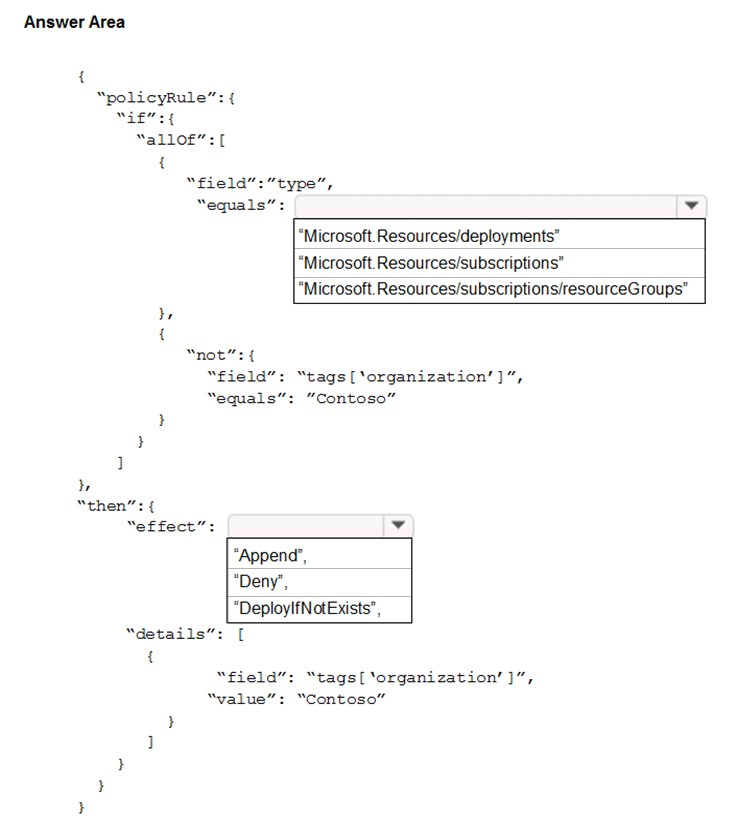 Answer Area
{
“policyRule”:{
“if”:{
“allOf”:[
{
“field”:”type”,
“equals”:
“Microsoft.Resources/deployments”
“Microsoft.Resources/subscriptions”
“Microsoft.Resources/subscriptions/resourceGroups”
},
{
“not”:{
“field”: “tags[‘organization’]”,
“equals”: ”Contoso”
}
}
]
},
“then”:{
“effect”:
“Append”,
“Deny”,
“DeployIfNotExists”,
“details”: [
{
“field”: “tags[‘organization’]”,
“value”: “Contoso”
}
]
}
}
}